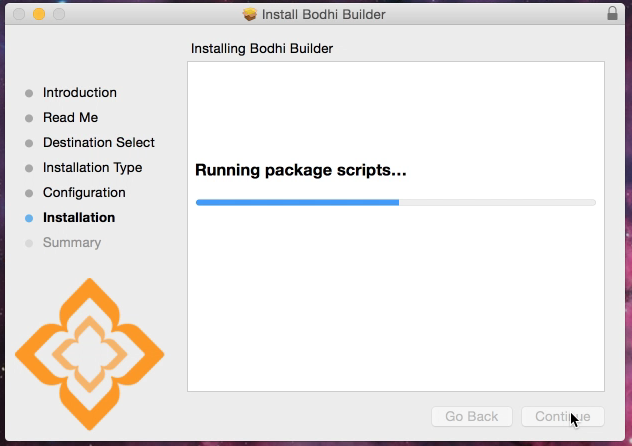 Install Bodhi Builder
Installing Bodhi Builder
Introduction
Read Me
Destination Select
Installation Type
Configuration
Installation
Summary
Running package scripts...
Go Back
Continue